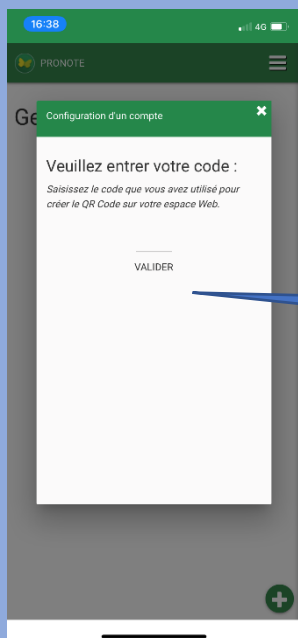 16:38
4G
PRONOTE
Ge
Configuration d'un compte
Veuillez entrer votre code :
Saisissez le code que vous avez utilisé pour
créer le QR Code sur votre espace Web.
VALIDER